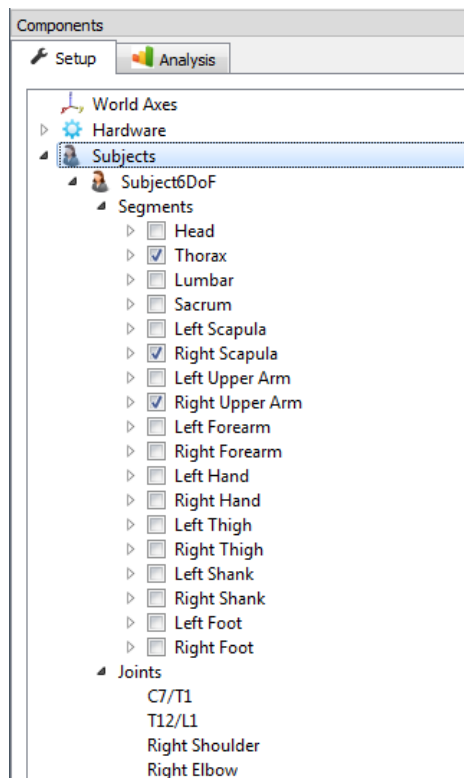 Components
Setup Analysis
World Axes
Hardware
Subjects
Subject6DoF
Segments
Head
Thorax
Lumbar
Sacrum
Left Scapula
Right Scapula
Left Upper Arm
Right Upper Arm
Left Forearm
Right Forearm
Left Hand
Right Hand
Left Thigh
Right Thigh
Left Shank
Right Shank
Left Foot
Right Foot
Joints
C7/T1
T12/L1
Right Shoulder
Right Elbow